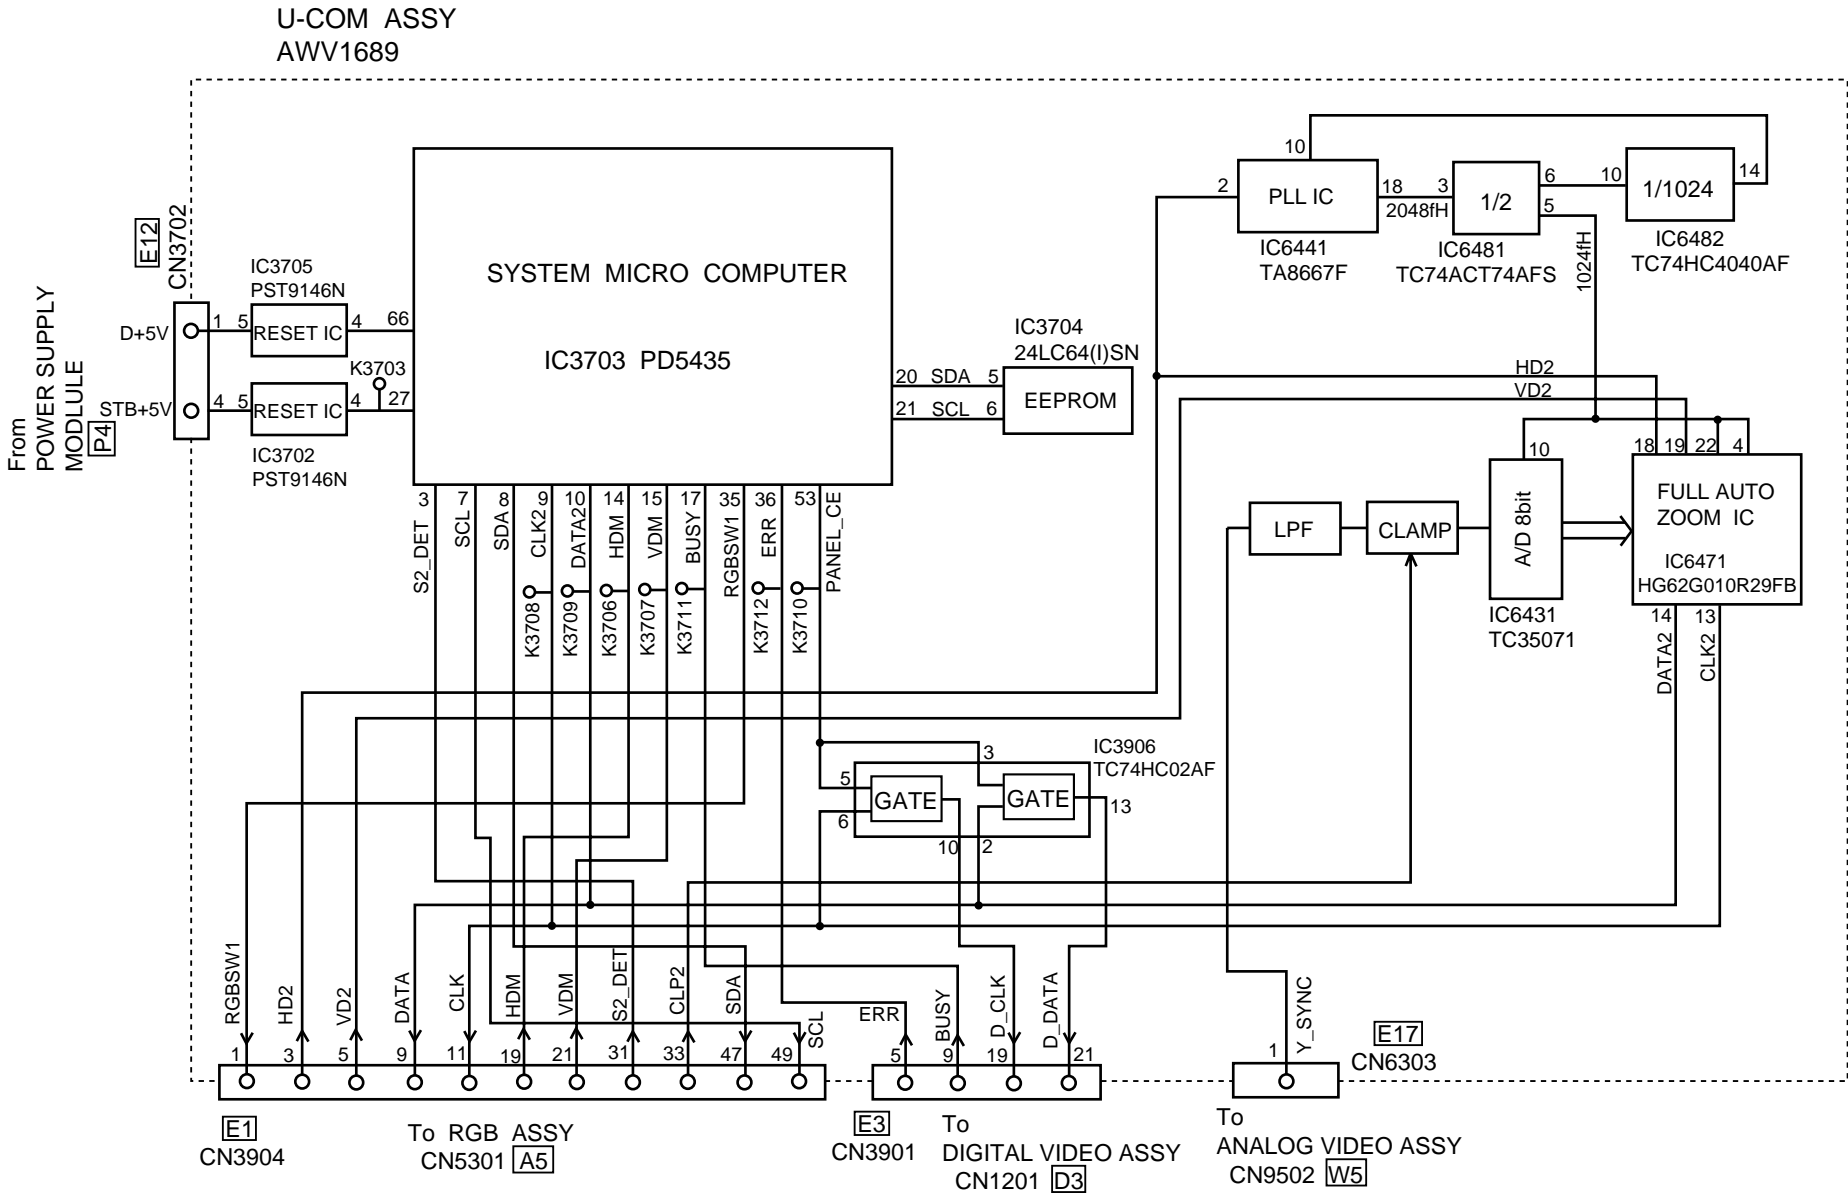 U-COM ASSY
AWV1689
E12
CN3702
From
POWER SUPPLY
MODLULE
P4
D+5V
STB+5V
1
5
4
66
IC3705
PST9146N
RESET IC
K3703
4
5
4
27
RESET IC
IC3702
PST9146N
SYSTEM MICRO COMPUTER
IC3703 PD5435
20 SDA 5
21 SCL 6
IC3704
24LC64(I)SN
EEPROM
10
2
PLL IC
18
2048fH
3
IC6441
TA8667F
1/2
6
5
IC6481
TC74ACT74AFS
1024fH
10
1/1024
14
IC6482
TC74HC4040AF
HD2
VD2
18 19 22 4
FULL AUTO
ZOOM IC
IC6471
HG62G010R29FB
14 13
DATA2
CLK2
LPF
CLAMP
10
A/D 8bit
IC6431
TC35071
3 7 8 9 10 14 15 17 35 36 53
S2_DET
SCL
SDA
CLK2
DATA2
HDM
VDM
BUSY
RGBSW1
ERR
PANEL_CE
K3708
K3709
K3706
K3707
K3711
K3712
K3710
IC3906
TC74HC02AF
3
5
6
GATE
GATE
13
10
2
RGBSW1
HD2
VD2
DATA
CLK
HDM
VDM
S2_DET
CLP2
SDA
SCL
1 3 5 9 11 19 21 31 33 47 49
ERR
BUSY
D_CLK
D_DATA
5 9 19 21
Y_SYNC
1
E17
CN6303
E1
CN3904
To RGB ASSY
CN5301 A5
E3
CN3901
To
DIGITAL VIDEO ASSY
CN1201 D3
To
ANALOG VIDEO ASSY
CN9502 W5